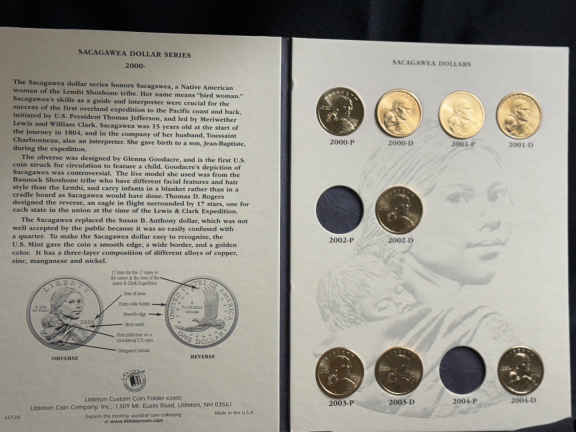 SACAGAWEA DOLLAR SERIES
2000-
The Sacagawea dollar series honors Sacagawea, a Native American
woman of the Lemhi Shoshone tribe. Her name means "bird woman."
Sacagawea's skills as a guide and interpreter were crucial for the
success of the first overland expedition to the Pacific coast and back,
initiated by U.S. President Thomas Jefferson, and led by Meriwether
Lewis and William Clark. Sacagawea was 15 years old at the start of
the journey in 1804, and in the company of her husband, Toussaint
Charbonneau, also an interpreter. She gave birth to a son, Jean-Baptiste,
during the expedition.
The obverse was designed by Glenna Goodacre, and is the first U.S.
coin struck for circulation to feature a child. Goodacre's depiction of
Sacagawea was controversial. The live model she used was from the
Bannock Shoshone tribe who have different facial features and hair
style than the Lemhi, and carry infants in a blanket rather than in a
cradle board as Sacagawea would have done. Thomas D. Rogers
designed the reverse, an eagle in flight surrounded by 17 stars, one for
each state in the union at the time of the Lewis & Clark Expedition.
The Sacagawea replaced the Susan B. Anthony dollar, which was not
well accepted by the public because it was so easily confused with
a quarter. To make the Sacagawea dollar easy to recognize, the
U.S. Mint gave the coin a smooth edge, a wide border, and a golden
color. It has a three-layer composition of different alloys of copper,
zinc, manganese and nickel.
LIBERTY
Date of issue
Smooth edge
OBVERSE
REVERSE
Littleton Custom Coin Folder
Littleton Coin Company, Inc., 1309 Mt. Eustis Road, Littleton, NH 03561
Explore the exciting world of coin collecting
Made in the U.S.A.
SACAGAWEA DOLLARS
2000-P
2000-D
2001-P
2001-D
2002-P
2002-D
2003-P
2003-D
2004-P
2004-D